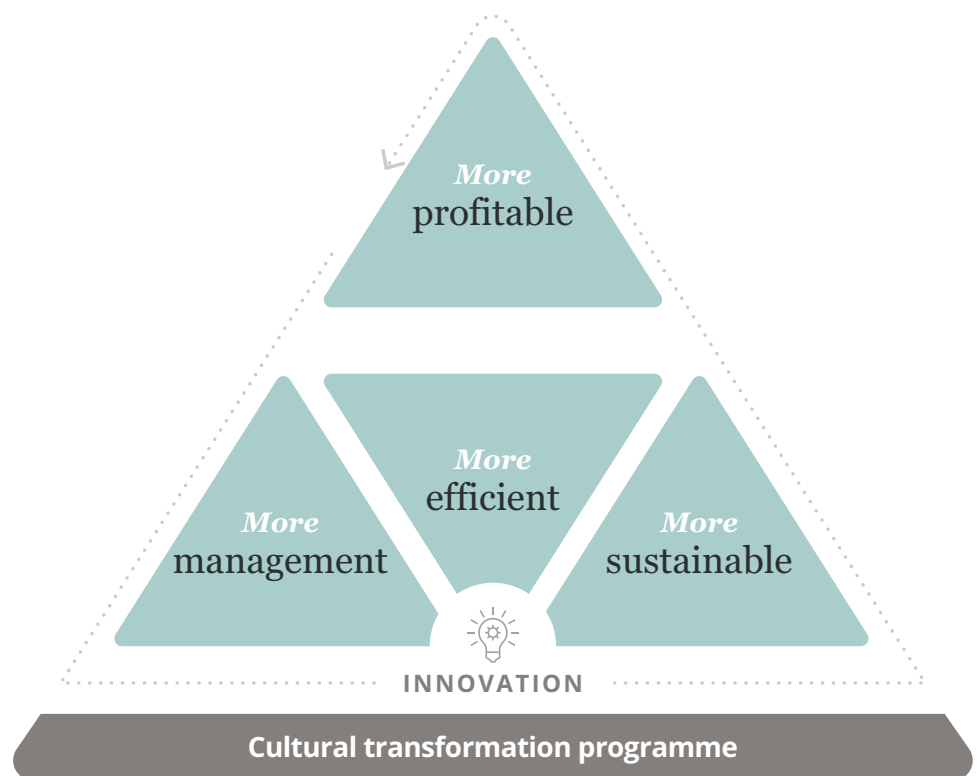 More
profitable
More
efficient
More
management
More
sustainable
INNOVATION
Cultural transformation programme